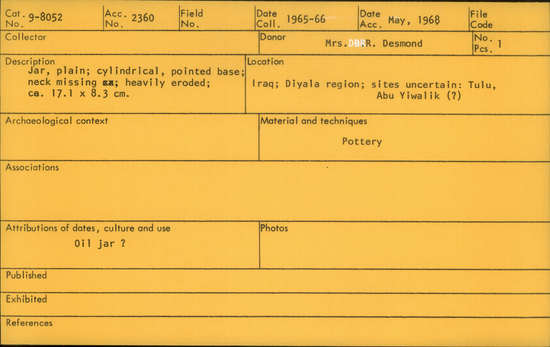 Cat. No. 9-8052 Acc. No. 2360 Field No. Date Coll. 1965-66 Date Acc. May, 1968 File Code
Collector Donor Mrs. R. Desmond No. Pcs. 1
Description
Jar, plain; cylindrical, pointed base;
neck missing xx; heavily eroded;
ca. 17.1 x 8.3 cm.
Location
Iraq; Diyala region; sites uncertain: Tulu,
Abu Yiwalik (?)
Archaeological context
Material and techniques
Pottery
Associations
Attributions of dates, culture and use
Oil jar ?
Photos
Published
Exhibited
References